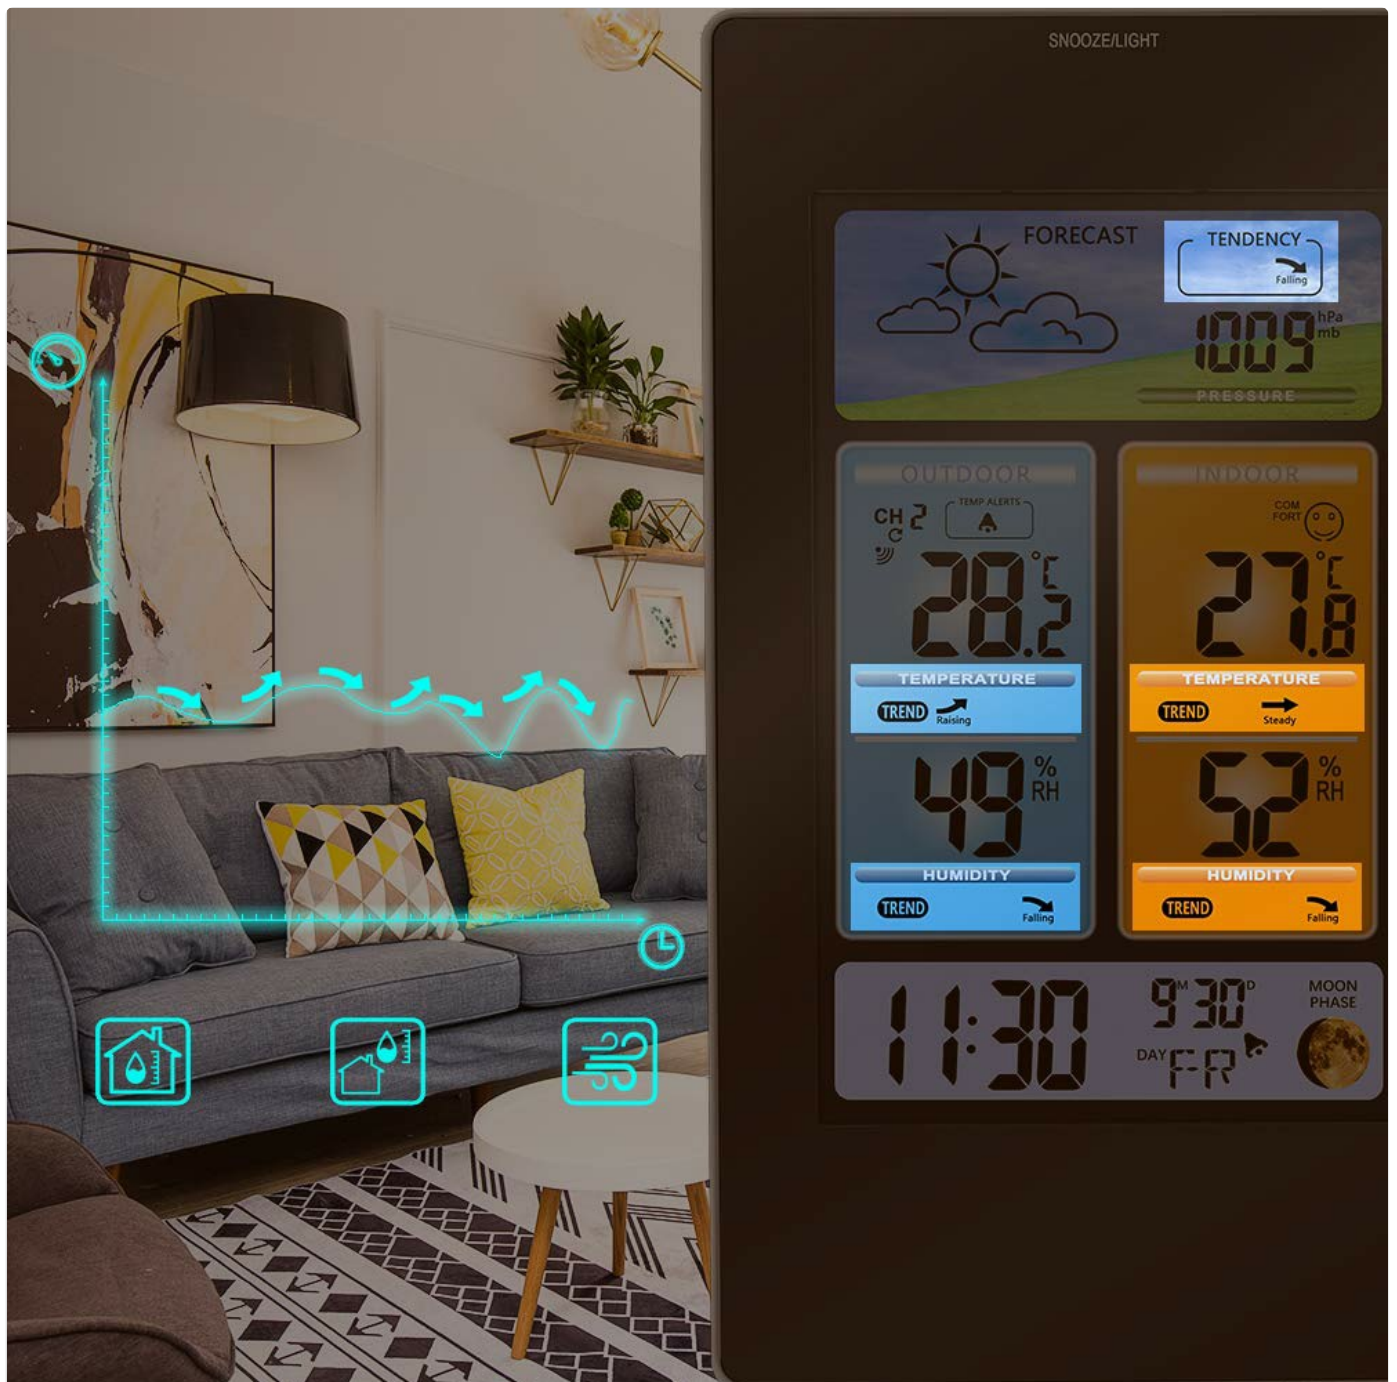 SNOOZE/LIGHT
FORECAST
TENDENCY
Falling
1009 hPa mb
PRESSURE
OUTDOOR
CH 2
TEMP ALERTS
28.2 °C
TEMPERATURE
TREND Raising
49 % RH
HUMIDITY
TREND Falling
INDOOR
COM
FORT
27.8 °C
TEMPERATURE
TREND Steady
52 % RH
HUMIDITY
TREND Falling
11:30
9 M 30 D
DAY FR
MOON
PHASE